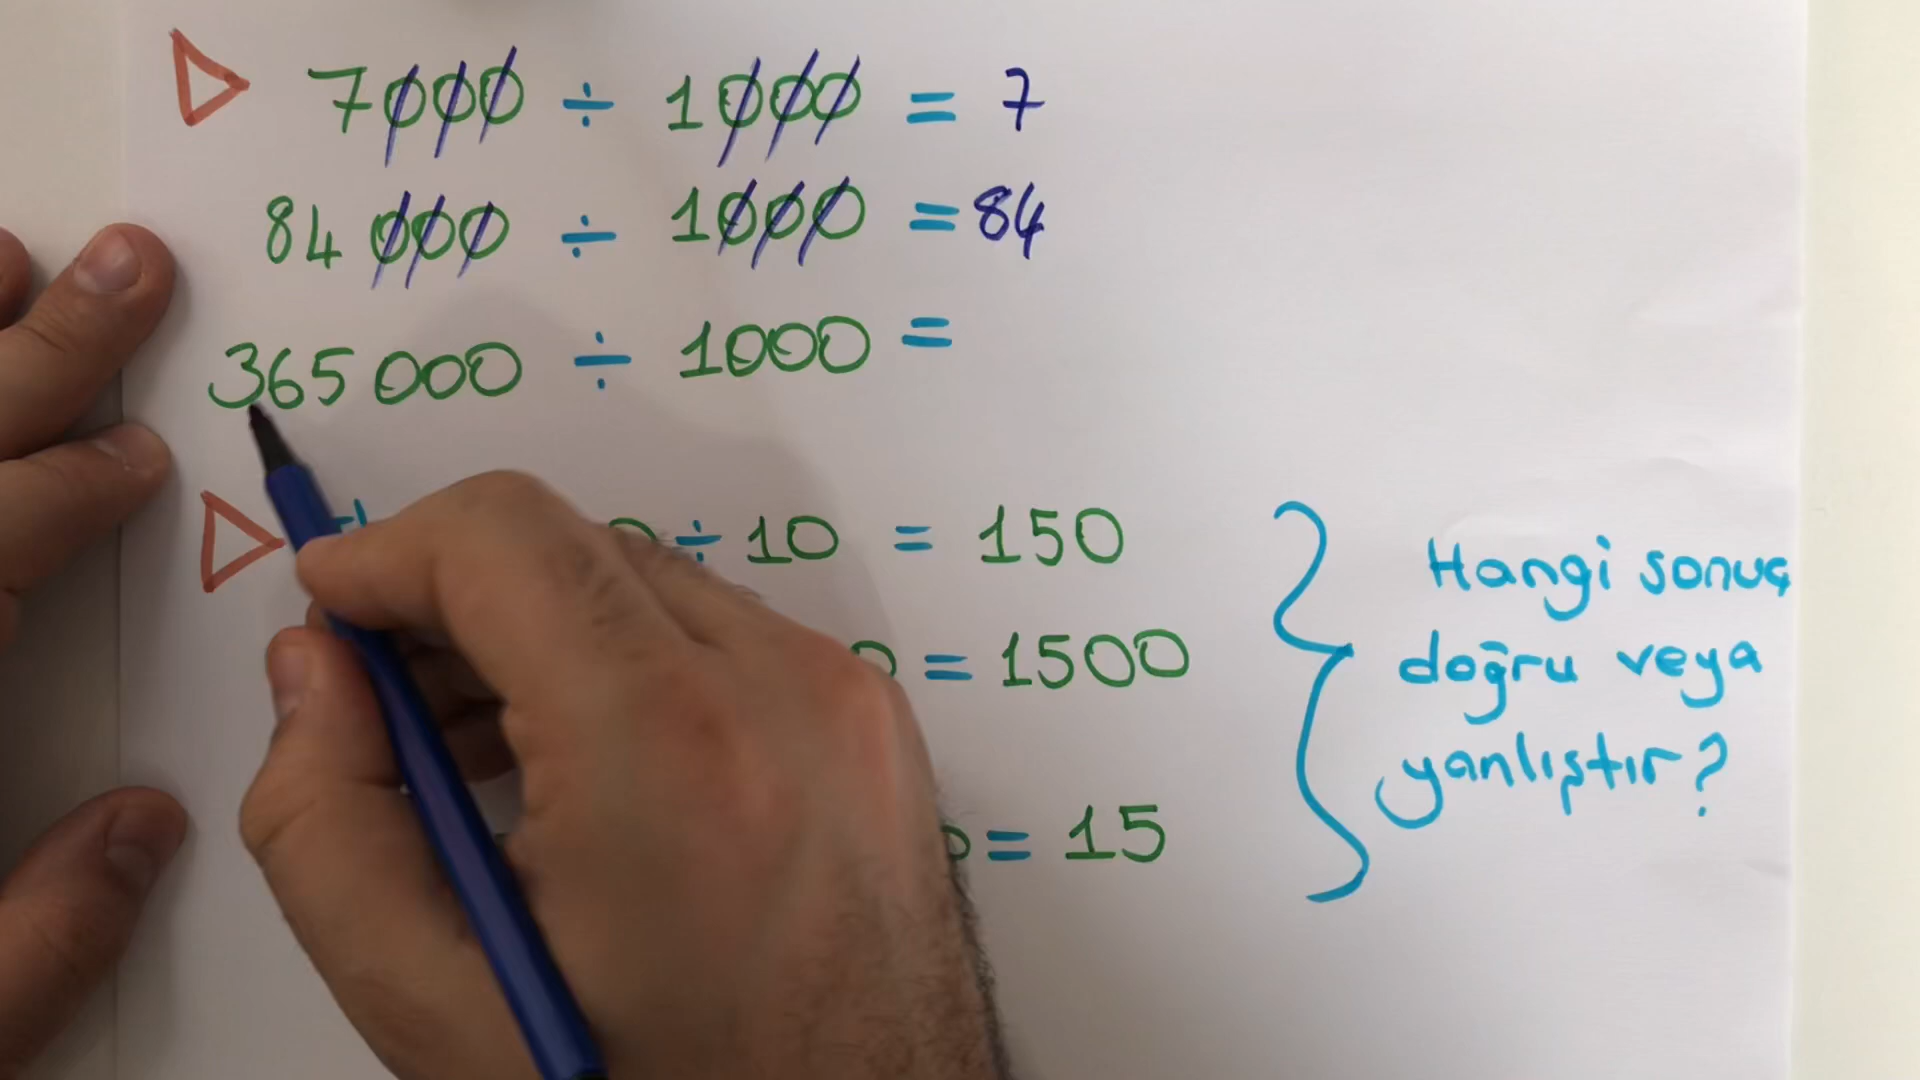 7000 ÷ 1000 = 7
84 000 ÷ 1000 = 84
365 000 ÷ 1000 =
÷ 10 = 150
= 1500
= 15
Hangi sonuç
doğru veya
yanlıştır?